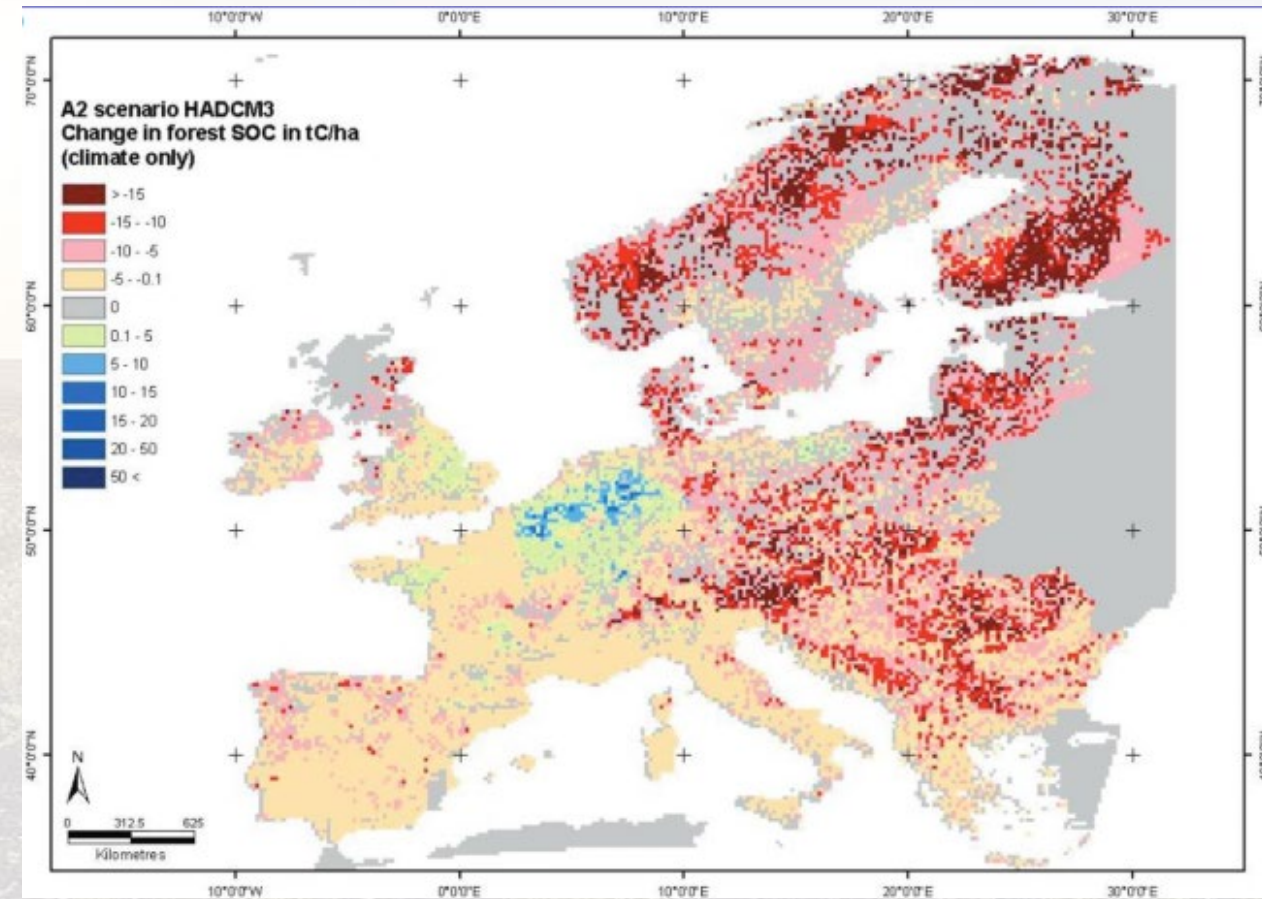 10°0'0"W 0°0'0"E 10°0'0"E 20°0'0"E 30°0'0"E
70°0'0"N
60°0'0"N
50°0'0"N
40°0'0"N
A2 scenario HADCM3
Change in forest SOC in tC/ha
(climate only)
> -15
-15 - -10
-10 - -5
-5 - -0.1
0
0.1 - 5
5 - 10
10 - 15
15 - 20
20 - 50
50 <
N
0 312.5 625
Kilometres
10°0'0"W 0°0'0"E 10°0'0"E 20°0'0"E 30°0'0"E